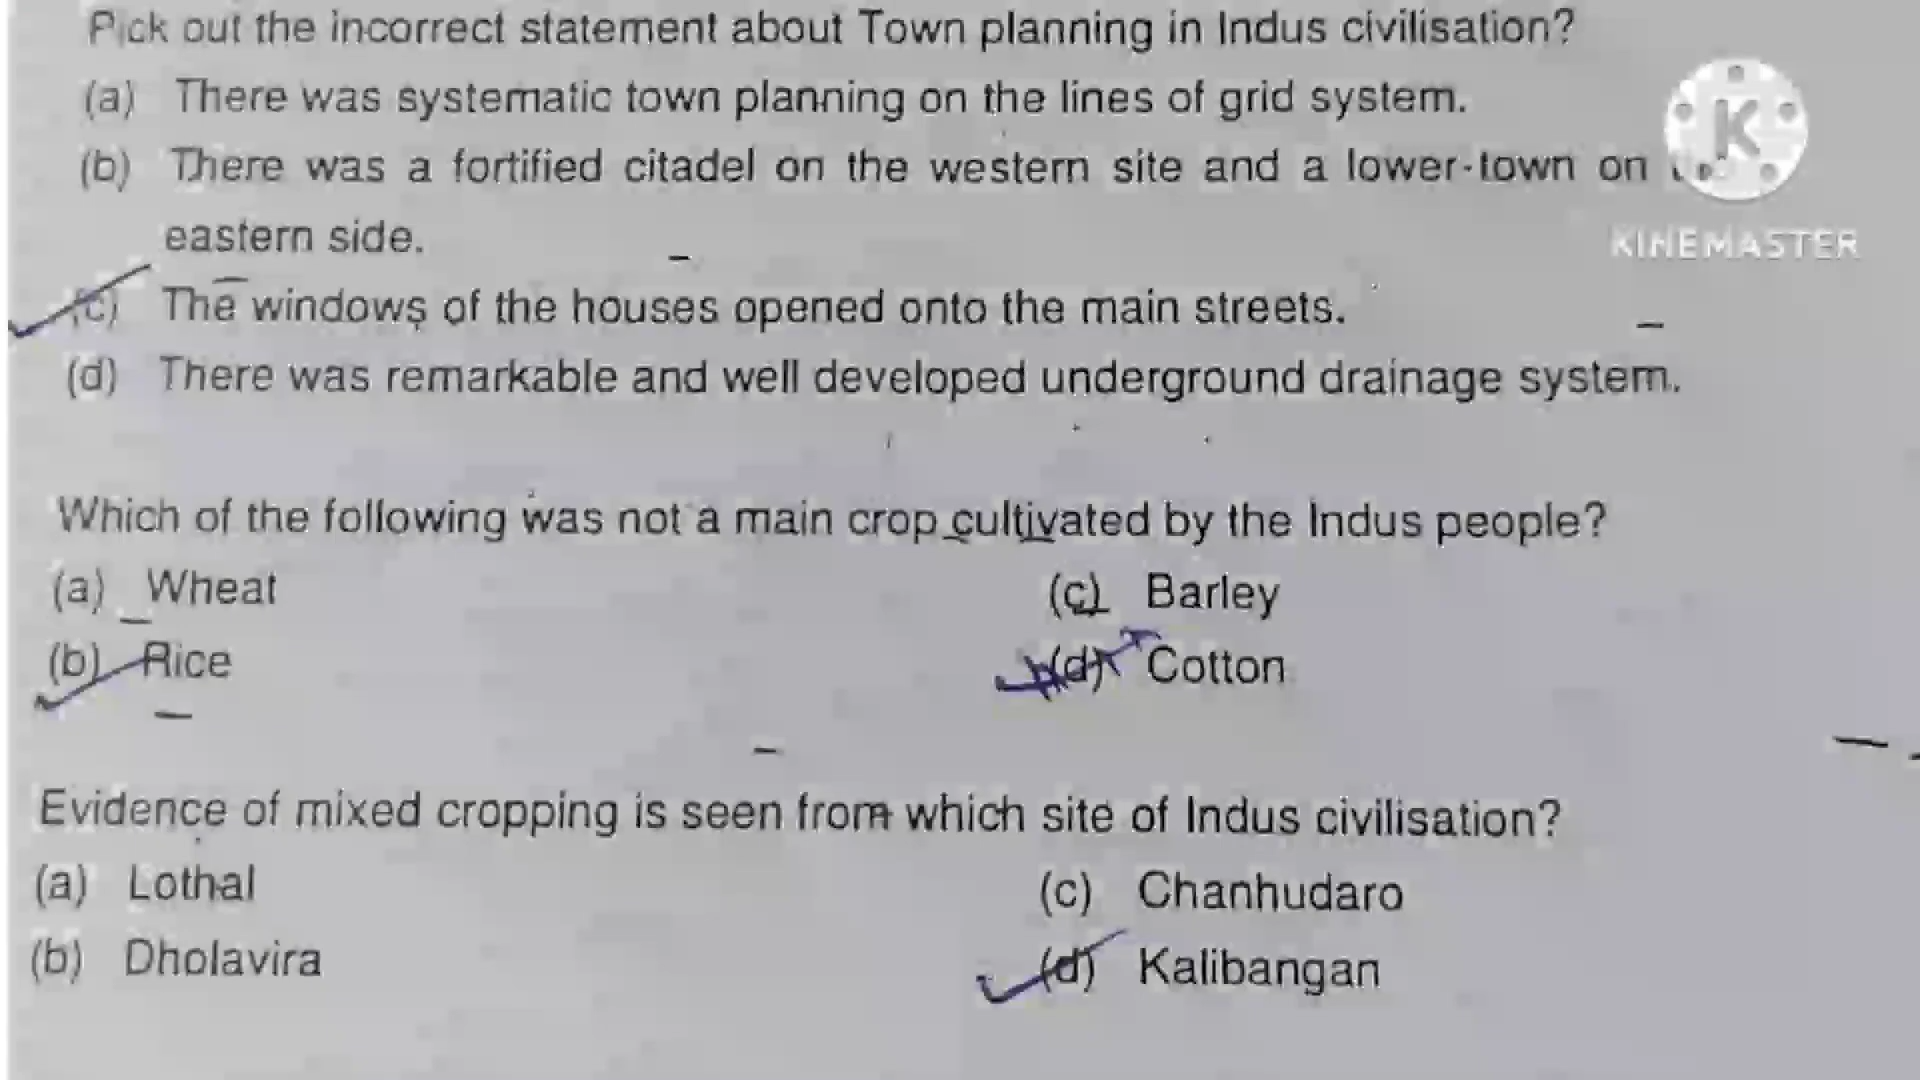 Pick out the incorrect statement about Town planning in Indus civilisation?
(a) There was systematic town planning on the lines of grid system.
(b) There was a fortified citadel on the western site and a lower-town on
eastern side.
(c) The windows of the houses opened onto the main streets.
(d) There was remarkable and well developed underground drainage system.
K
KINEMASTER
Which of the following was not a main crop cultivated by the Indus people?
(a) Wheat (c) Barley
(b) Rice (d) Cotton
Evidence of mixed cropping is seen from which site of Indus civilisation?
(a) Lothal (c) Chanhudaro
(b) Dholavira (d) Kalibangan